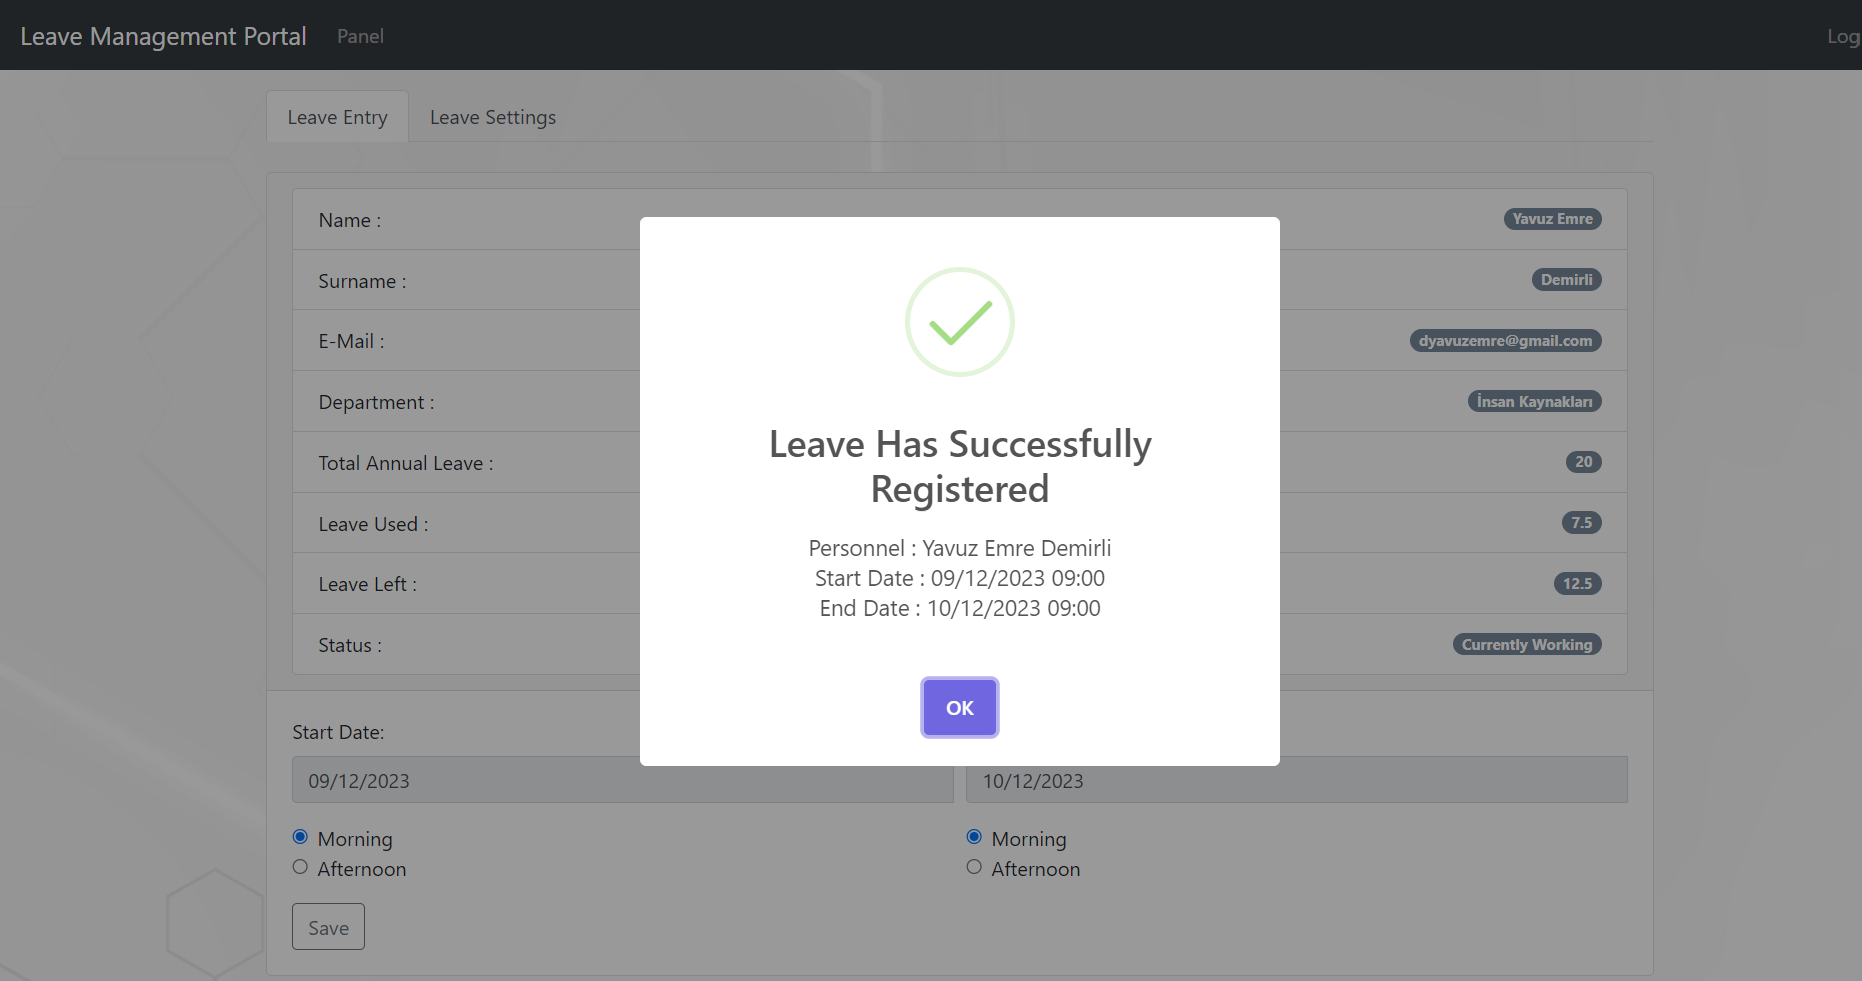 Leave Management Portal Panel Log
Leave Entry Leave Settings
Name : Yavuz Emre
Surname : Demirli
E-Mail : dyavuzemre@gmail.com
Department : İnsan Kaynakları
Total Annual Leave : 20
Leave Used : 7.5
Leave Left : 12.5
Status : Currently Working
Leave Has Successfully
Registered
Personnel : Yavuz Emre Demirli
Start Date : 09/12/2023 09:00
End Date : 10/12/2023 09:00
OK
Start Date:
09/12/2023 10/12/2023
Morning Morning
Afternoon Afternoon
Save